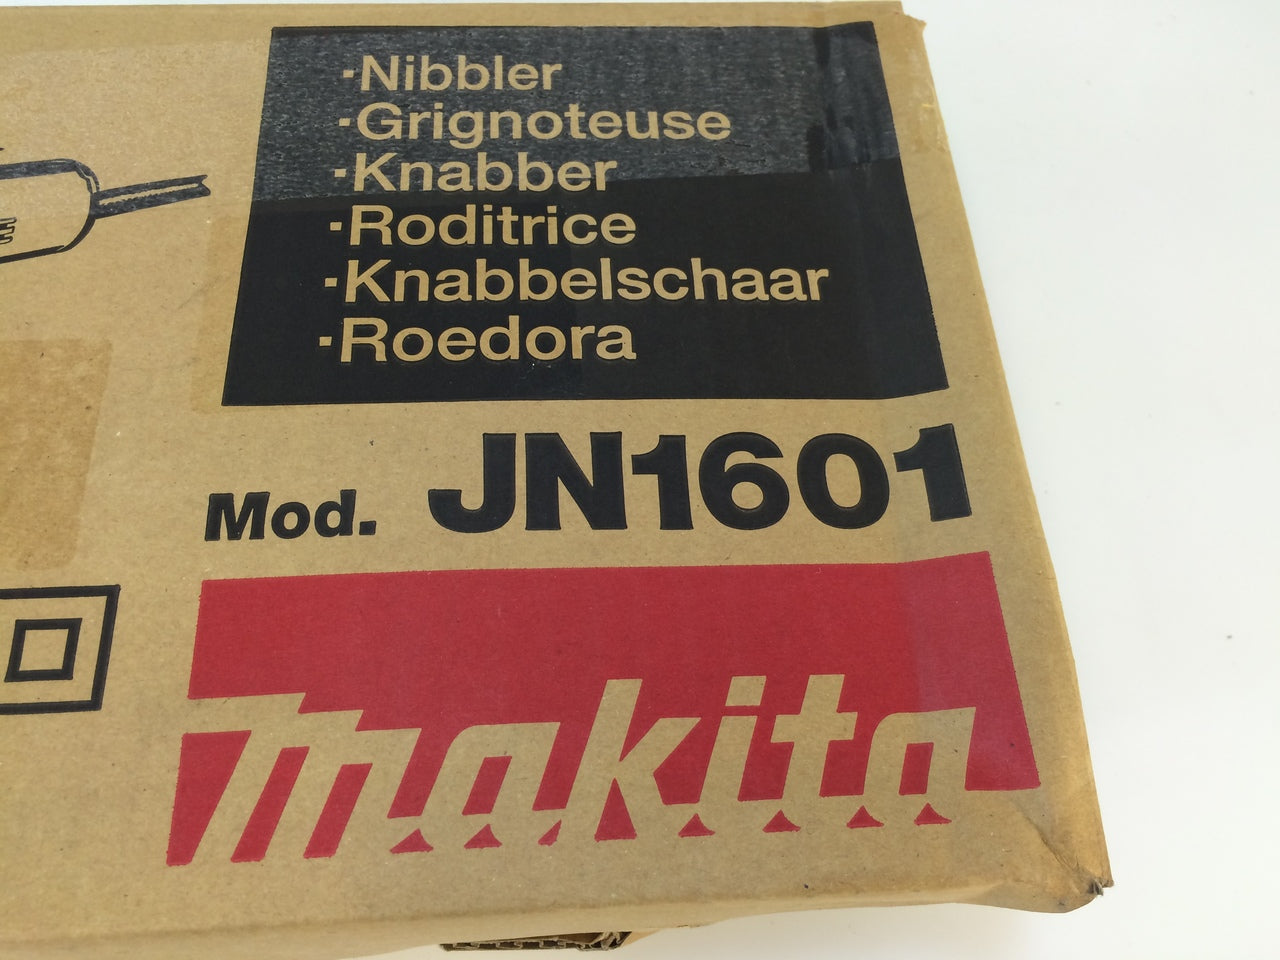 ·Nibbler
·Grignoteuse
·Knabber
·Roditrice
·Knabbelschaar
·Roedora
Mod. JN1601
makita